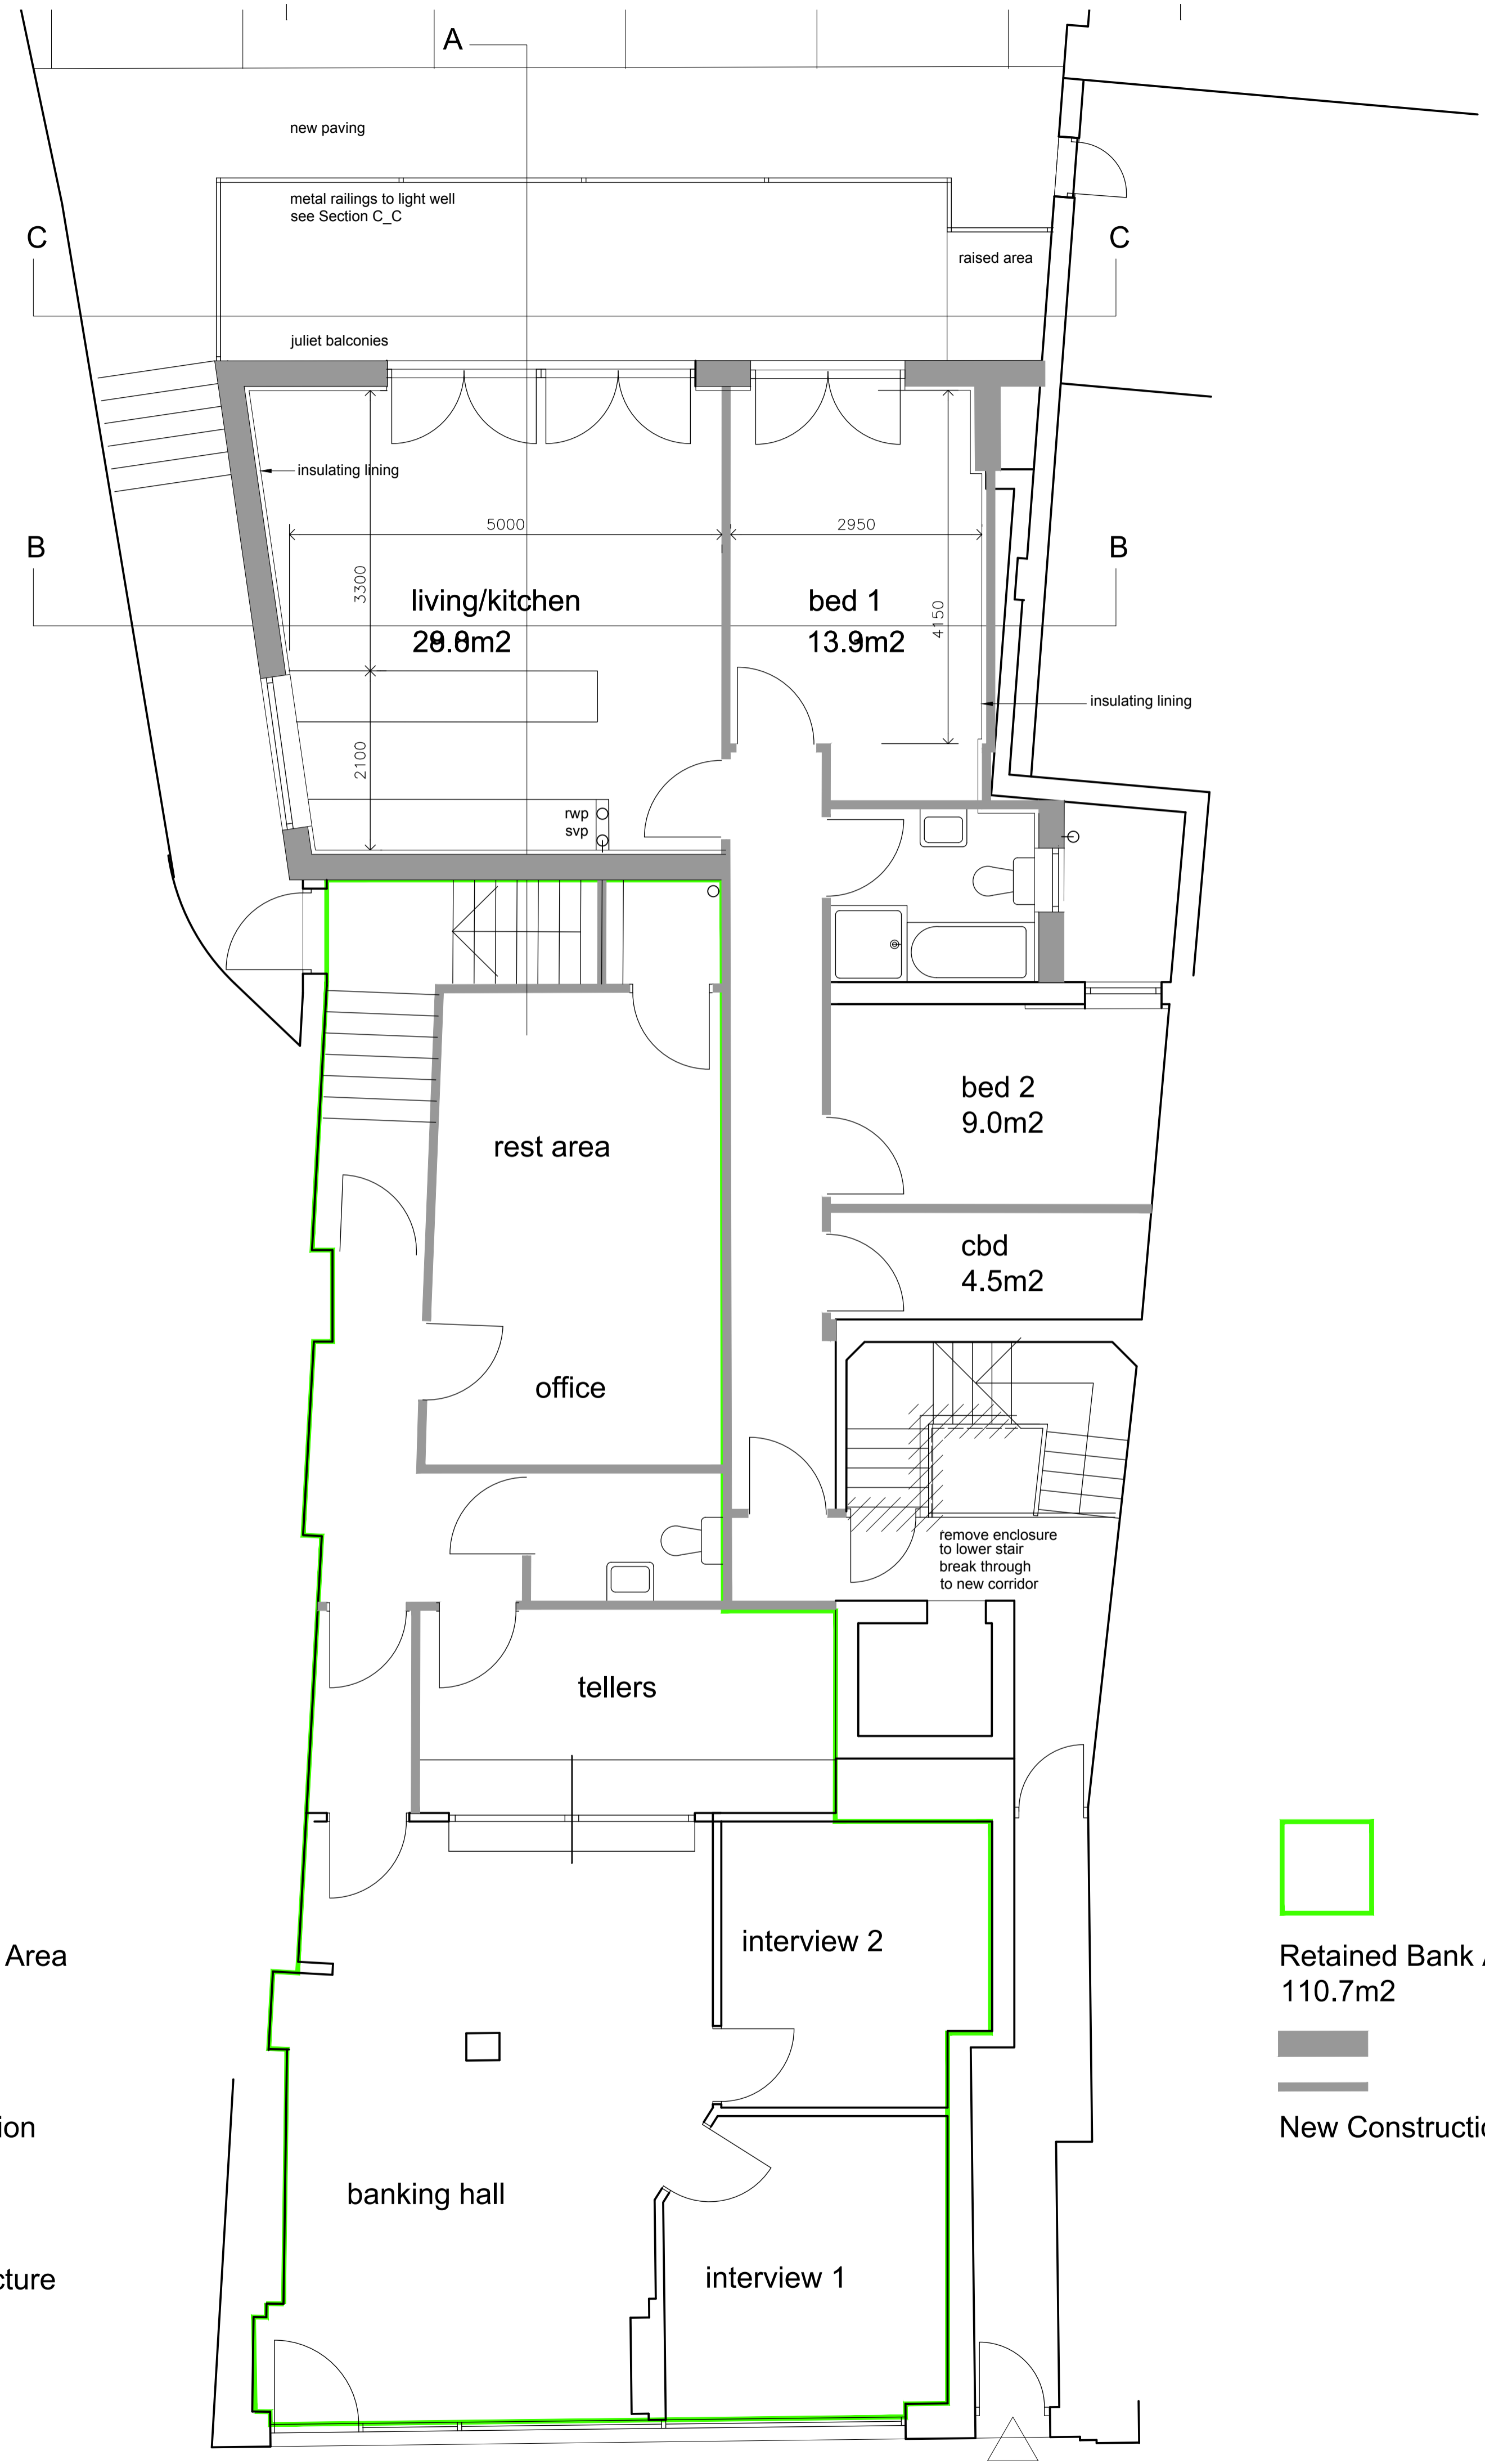 A
new paving
metal railings to light well
see Section C_C
C
C
raised area
juliet balconies
insulating lining
5000
2950
B
B
3300
living/kitchen
bed 1
4150
13.9m2
insulating lining
2100
rwp
svp
bed 2
9.0m2
rest area
cbd
4.5m2
office
remove enclosure
to lower stair
break through
to new corridor
tellers
interview 2
Area
Retained Bank A
110.7m2
ion
New Constructio
banking hall
interview 1
cture